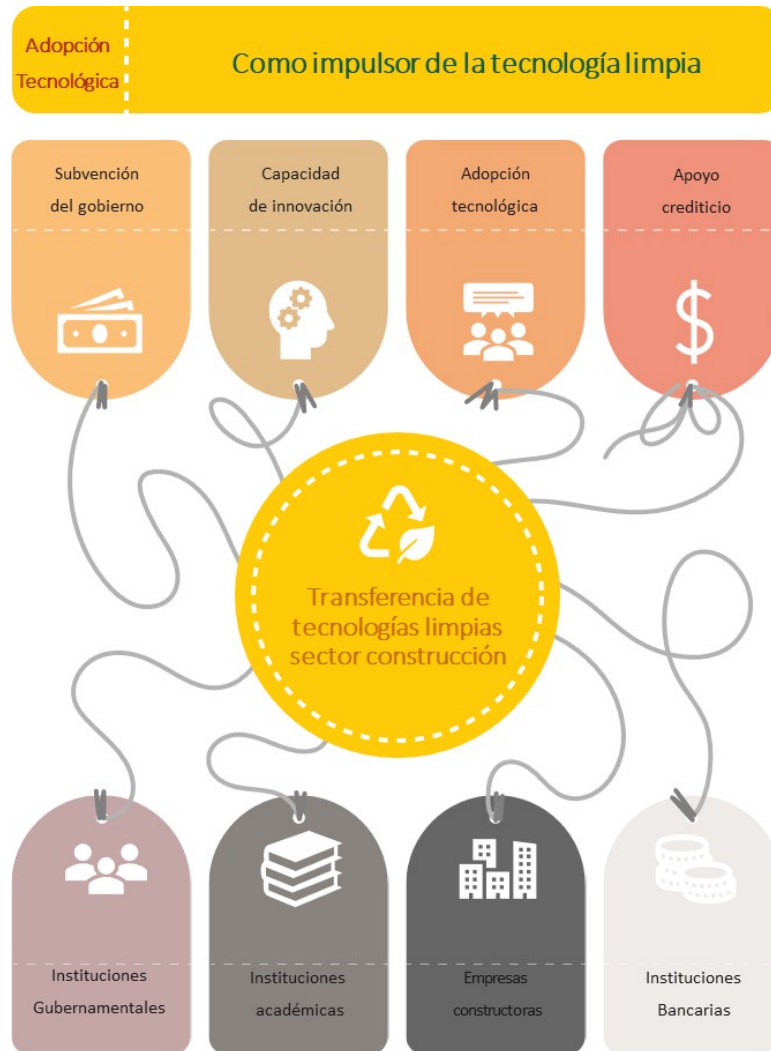 Adopción
Tecnológica
Como impulsor de la tecnología limpia
Subvención
del gobierno
Capacidad
de innovación
Adopción
tecnológica
Apoyo
crediticio
Transferencia de
tecnologías limpias
sector construcción
Instituciones
Gubernamentales
Instituciones
académicas
Empresas
constructoras
Instituciones
Bancarias